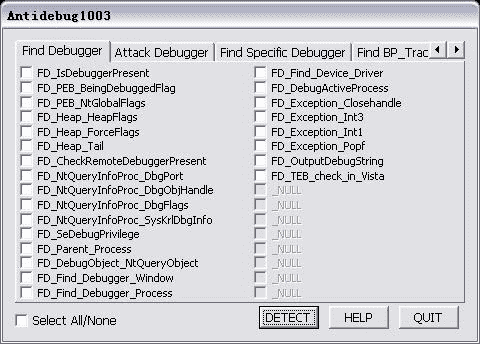 Antidebug1003
Find Debugger Attack Debugger Find Specific Debugger Find BP_Trac
FD_IsDebuggerPresent
FD_PEB_BeingDebuggedFlag
FD_PEB_NtGlobalFlags
FD_Heap_HeapFlags
FD_Heap_ForceFlags
FD_Heap_Tail
FD_CheckRemoteDebuggerPresent
FD_NtQueryInfoProc_DbgPort
FD_NtQueryInfoProc_DbgObjHandle
FD_NtQueryInfoProc_DbgFlags
FD_NtQueryInfoProc_SysKrlDbgInfo
FD_SeDebugPrivilege
FD_Parent_Process
FD_DebugObject_NtQueryObject
FD_Find_Debugger_Window
FD_Find_Debugger_Process
FD_Find_Device_Driver
FD_DebugActiveProcess
FD_Exception_Closehandle
FD_Exception_Int3
FD_Exception_Int1
FD_Exception_Popf
FD_OutputDebugString
FD_TEB_check_in_Vista
_NULL
_NULL
_NULL
_NULL
_NULL
_NULL
_NULL
_NULL
Select All/None
DETECT HELP QUIT